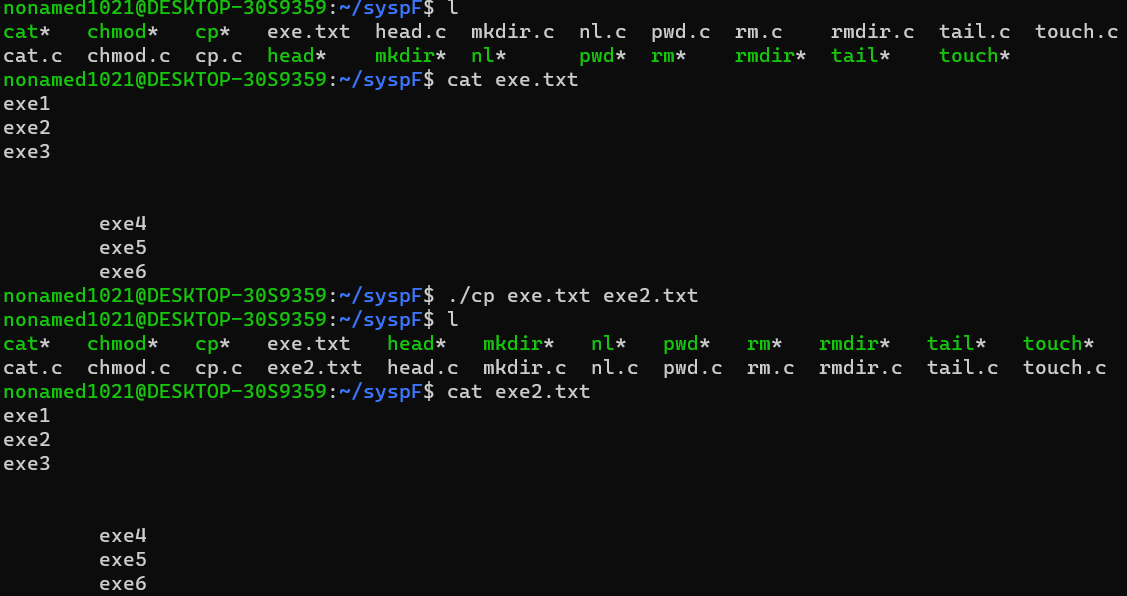 nonamed1021@DESKTOP-30S9359:~/syspF$ l
cat*   chmod*   cp*   exe.txt  head.c  mkdir.c  nl.c  pwd.c  rm.c    rmdir.c  tail.c  touch.c
cat.c  chmod.c  cp.c  head*    mkdir*  nl*      pwd*  rm*    rmdir*  tail*    touch*
nonamed1021@DESKTOP-30S9359:~/syspF$ cat exe.txt
exe1
exe2
exe3
        exe4
        exe5
        exe6
nonamed1021@DESKTOP-30S9359:~/syspF$ ./cp exe.txt exe2.txt
nonamed1021@DESKTOP-30S9359:~/syspF$ l
cat*   chmod*   cp*   exe.txt   head*   mkdir*   nl*   pwd*   rm*   rmdir*   tail*   touch*
cat.c  chmod.c  cp.c  exe2.txt  head.c  mkdir.c  nl.c  pwd.c  rm.c  rmdir.c  tail.c  touch.c
nonamed1021@DESKTOP-30S9359:~/syspF$ cat exe2.txt
exe1
exe2
exe3
        exe4
        exe5
        exe6